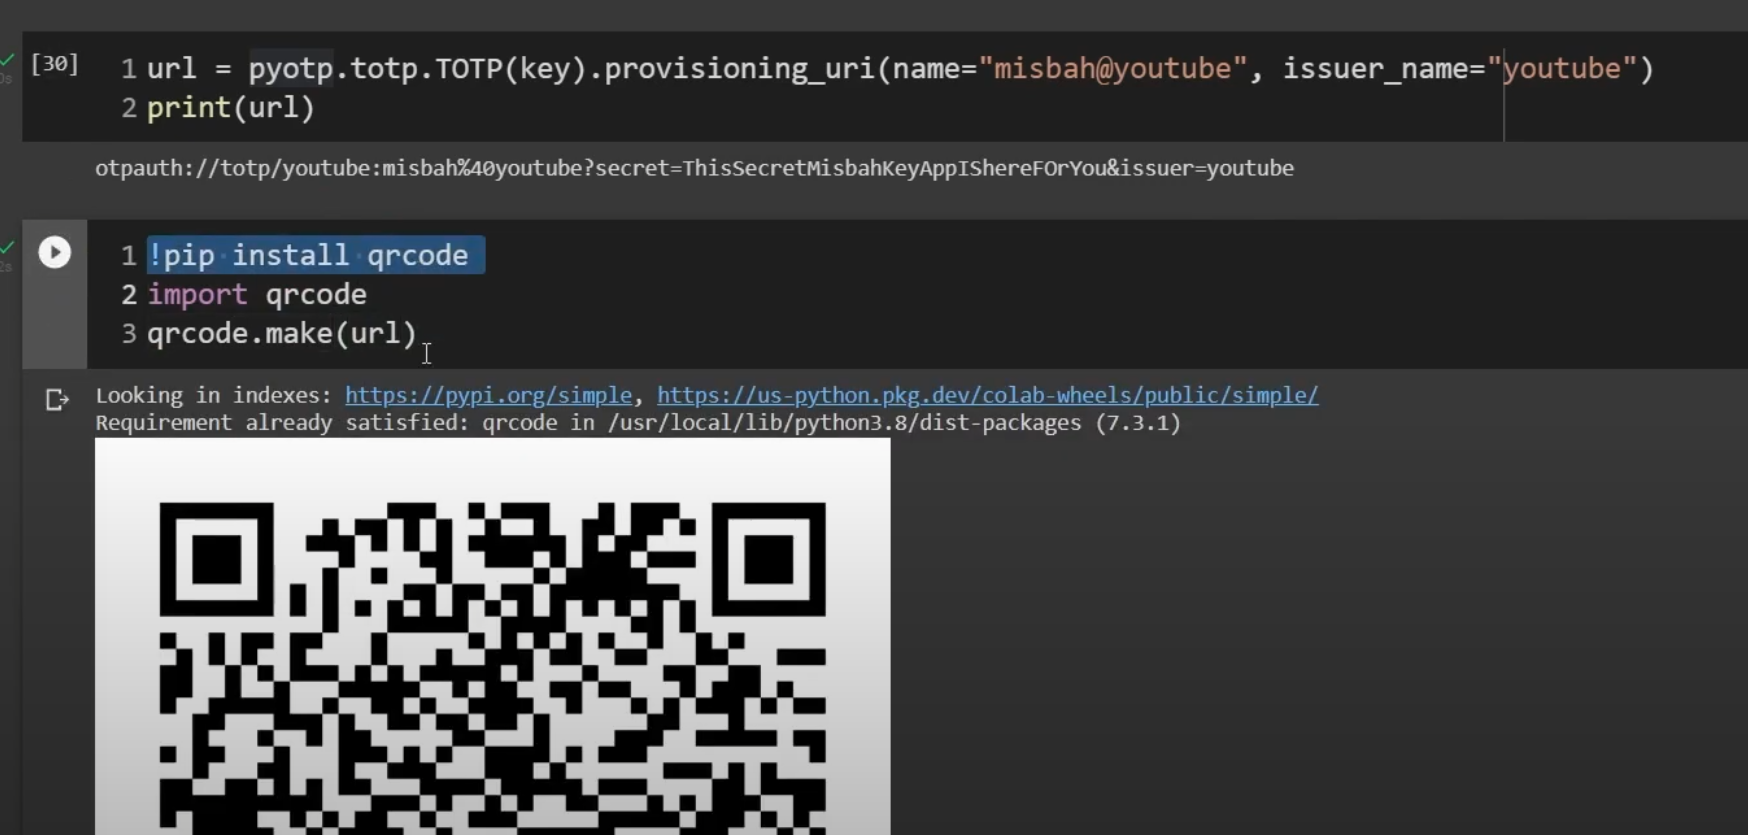 [30] 1 url = pyotp.totp.TOTP(key).provisioning_uri(name="misbah@youtube", issuer_name="youtube")
2 print(url)
otpauth://totp/youtube:misbah%40youtube?secret=ThisSecretMisbahKeyAppIShereFOrYou&issuer=youtube
1 !pip install qrcode
2 import qrcode
3 qrcode.make(url)
Looking in indexes: https://pypi.org/simple, https://us-python.pkg.dev/colab-wheels/public/simple/
Requirement already satisfied: qrcode in /usr/local/lib/python3.8/dist-packages (7.3.1)